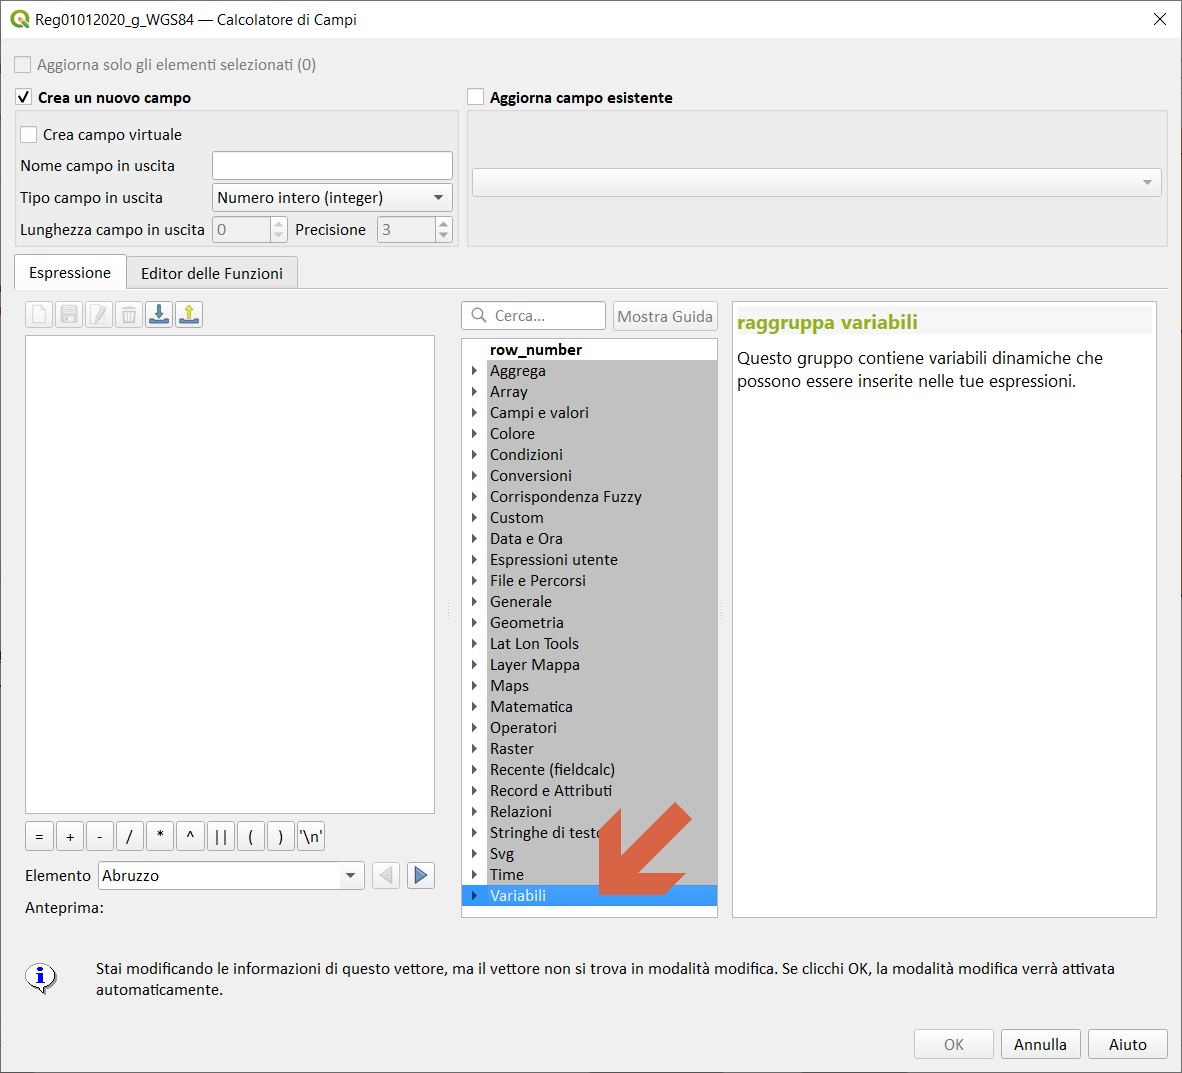 Reg01012020_g_WGS84 — Calcolatore di Campi
Aggiorna solo gli elementi selezionati (0)
Crea un nuovo campo
Aggiorna campo esistente
Crea campo virtuale
Nome campo in uscita
Tipo campo in uscita Numero intero (integer)
Lunghezza campo in uscita 0 Precisione 3
Espressione Editor delle Funzioni
= + - / * ^ || ( ) '\n'
Elemento Abruzzo
Anteprima:
Cerca... Mostra Guida
row_number
Aggrega
Array
Campi e valori
Colore
Condizioni
Conversioni
Corrispondenza Fuzzy
Custom
Data e Ora
Espressioni utente
File e Percorsi
Generale
Geometria
Lat Lon Tools
Layer Mappa
Maps
Matematica
Operatori
Raster
Recente (fieldcalc)
Record e Attributi
Relazioni
Stringhe di testo
Svg
Time
Variabili
raggruppa variabili
Questo gruppo contiene variabili dinamiche che
possono essere inserite nelle tue espressioni.
Stai modificando le informazioni di questo vettore, ma il vettore non si trova in modalità modifica. Se clicchi OK, la modalità modifica verrà attivata
automaticamente.
OK Annulla Aiuto